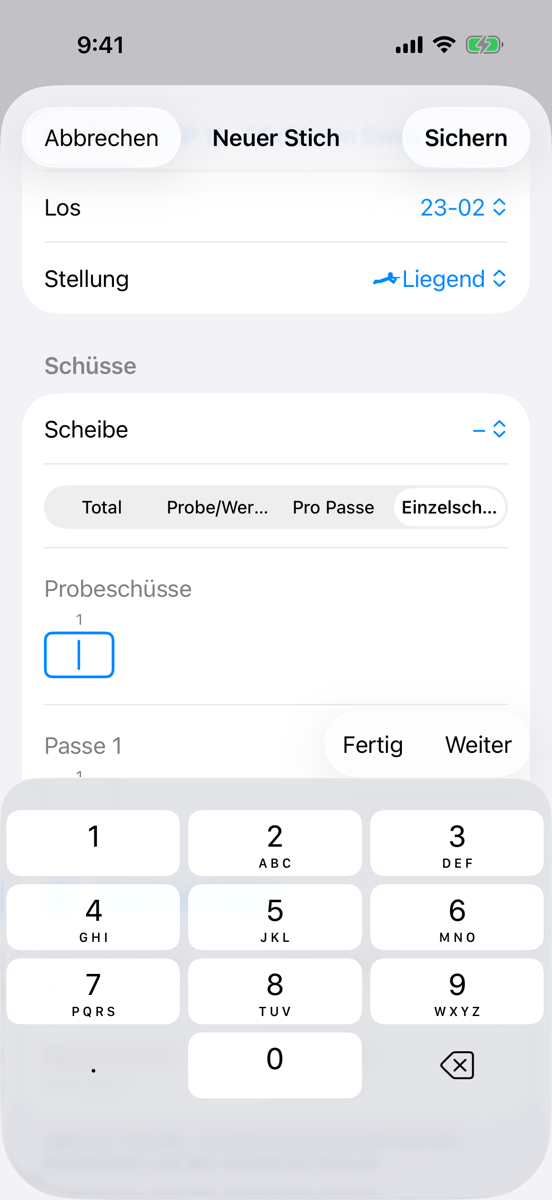 9:41
Abbrechen Neuer Stich Sichern
Los 23-02
Stellung Liegend
Schüsse
Scheibe –
Total Probe/Wer... Pro Passe Einzelsch...
Probeschüsse
1
Passe 1 Fertig Weiter
1
1 2 3
ABC DEF
4 5 6
GHI JKL MNO
7 8 9
PQRS TUV WXYZ
. 0